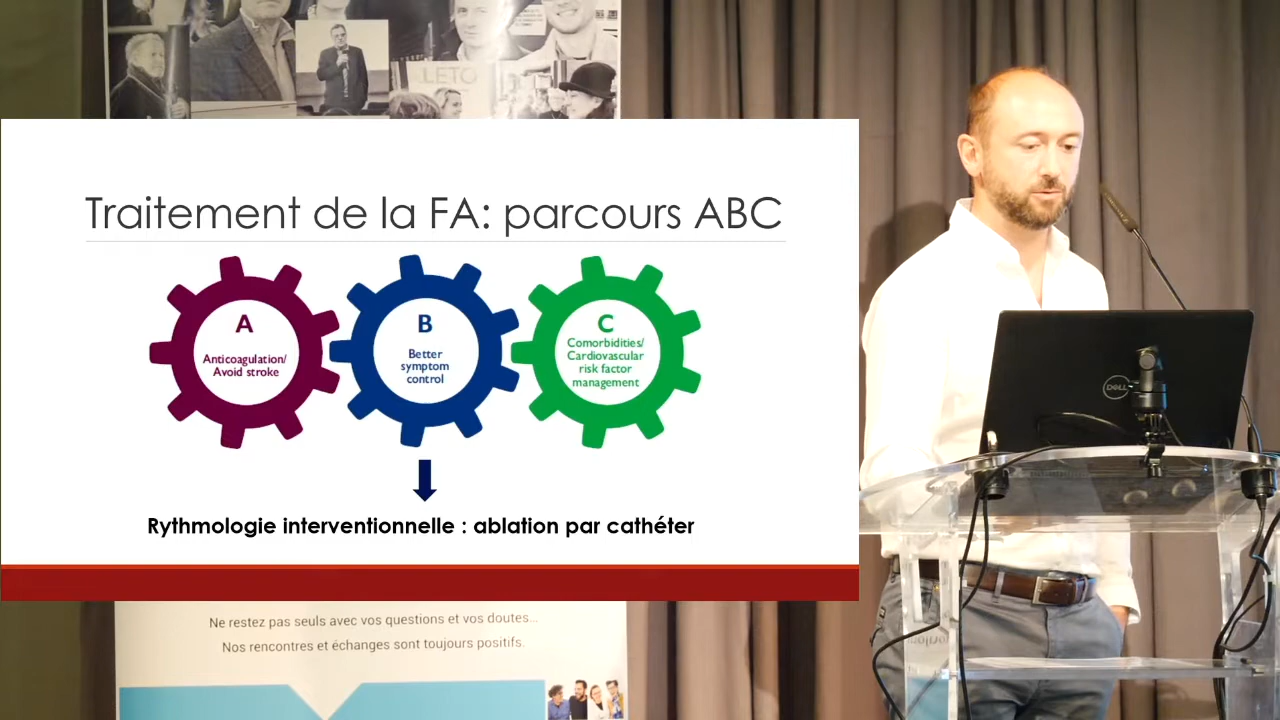 LETO
Traitement de la FA: parcours ABC
A
Anticoagulation/
Avoid stroke
B
Better
symptom
control
C
Comorbidities/
Cardiovascular
risk factor
management
Rythmologie interventionnelle : ablation par cathéter
DELL
Ne restez pas seuls avec vos questions et vos doutes...
Nos rencontres et échanges sont toujours positifs.